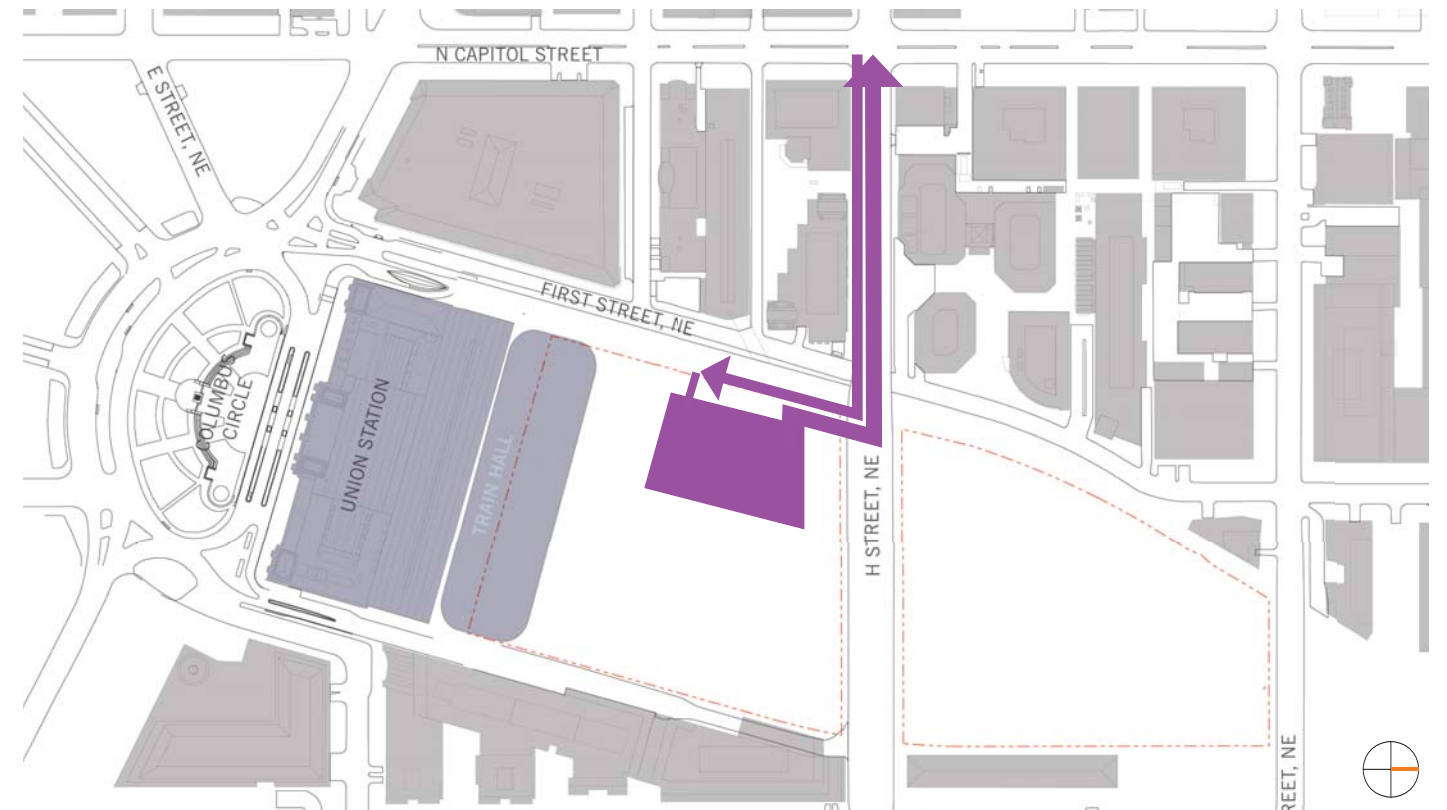 N CAPITOL STREET
E STREET, NE
FIRST STREET, NE
COLUMBUS
CIRCLE
UNION STATION
TRAIN HALL
H STREET, NE
REET, NE